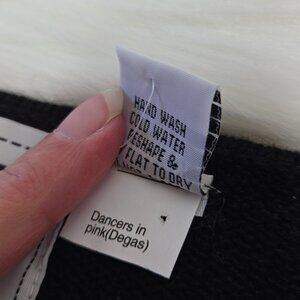 HAND WASH
COLD WATER
RESHAPE &
FLAT TO DRY
Dancers in
pink(Degas)